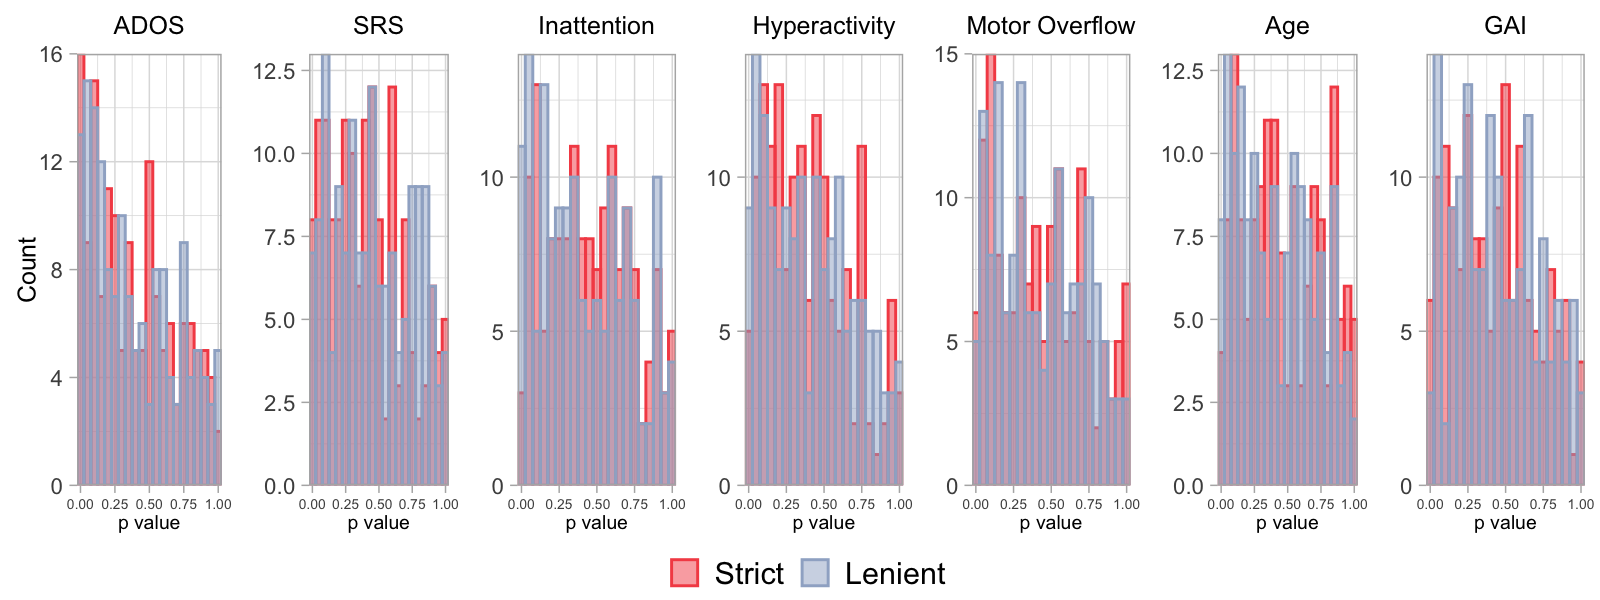 ADOS SRS Inattention Hyperactivity Motor Overflow Age GAI
Count
16 12 8 4 0
12.5 10.0 7.5 5.0 2.5 0.0
10 5 0
10 5 0
15 10 5 0
12.5 10.0 7.5 5.0 2.5 0.0
10 5 0
0.00 0.25 0.50 0.75 1.00 0.00 0.25 0.50 0.75 1.00 0.00 0.25 0.50 0.75 1.00 0.00 0.25 0.50 0.75 1.00 0.00 0.25 0.50 0.75 1.00 0.00 0.25 0.50 0.75 1.00 0.00 0.25 0.50 0.75 1.00
p value p value p value p value p value p value p value
Strict Lenient